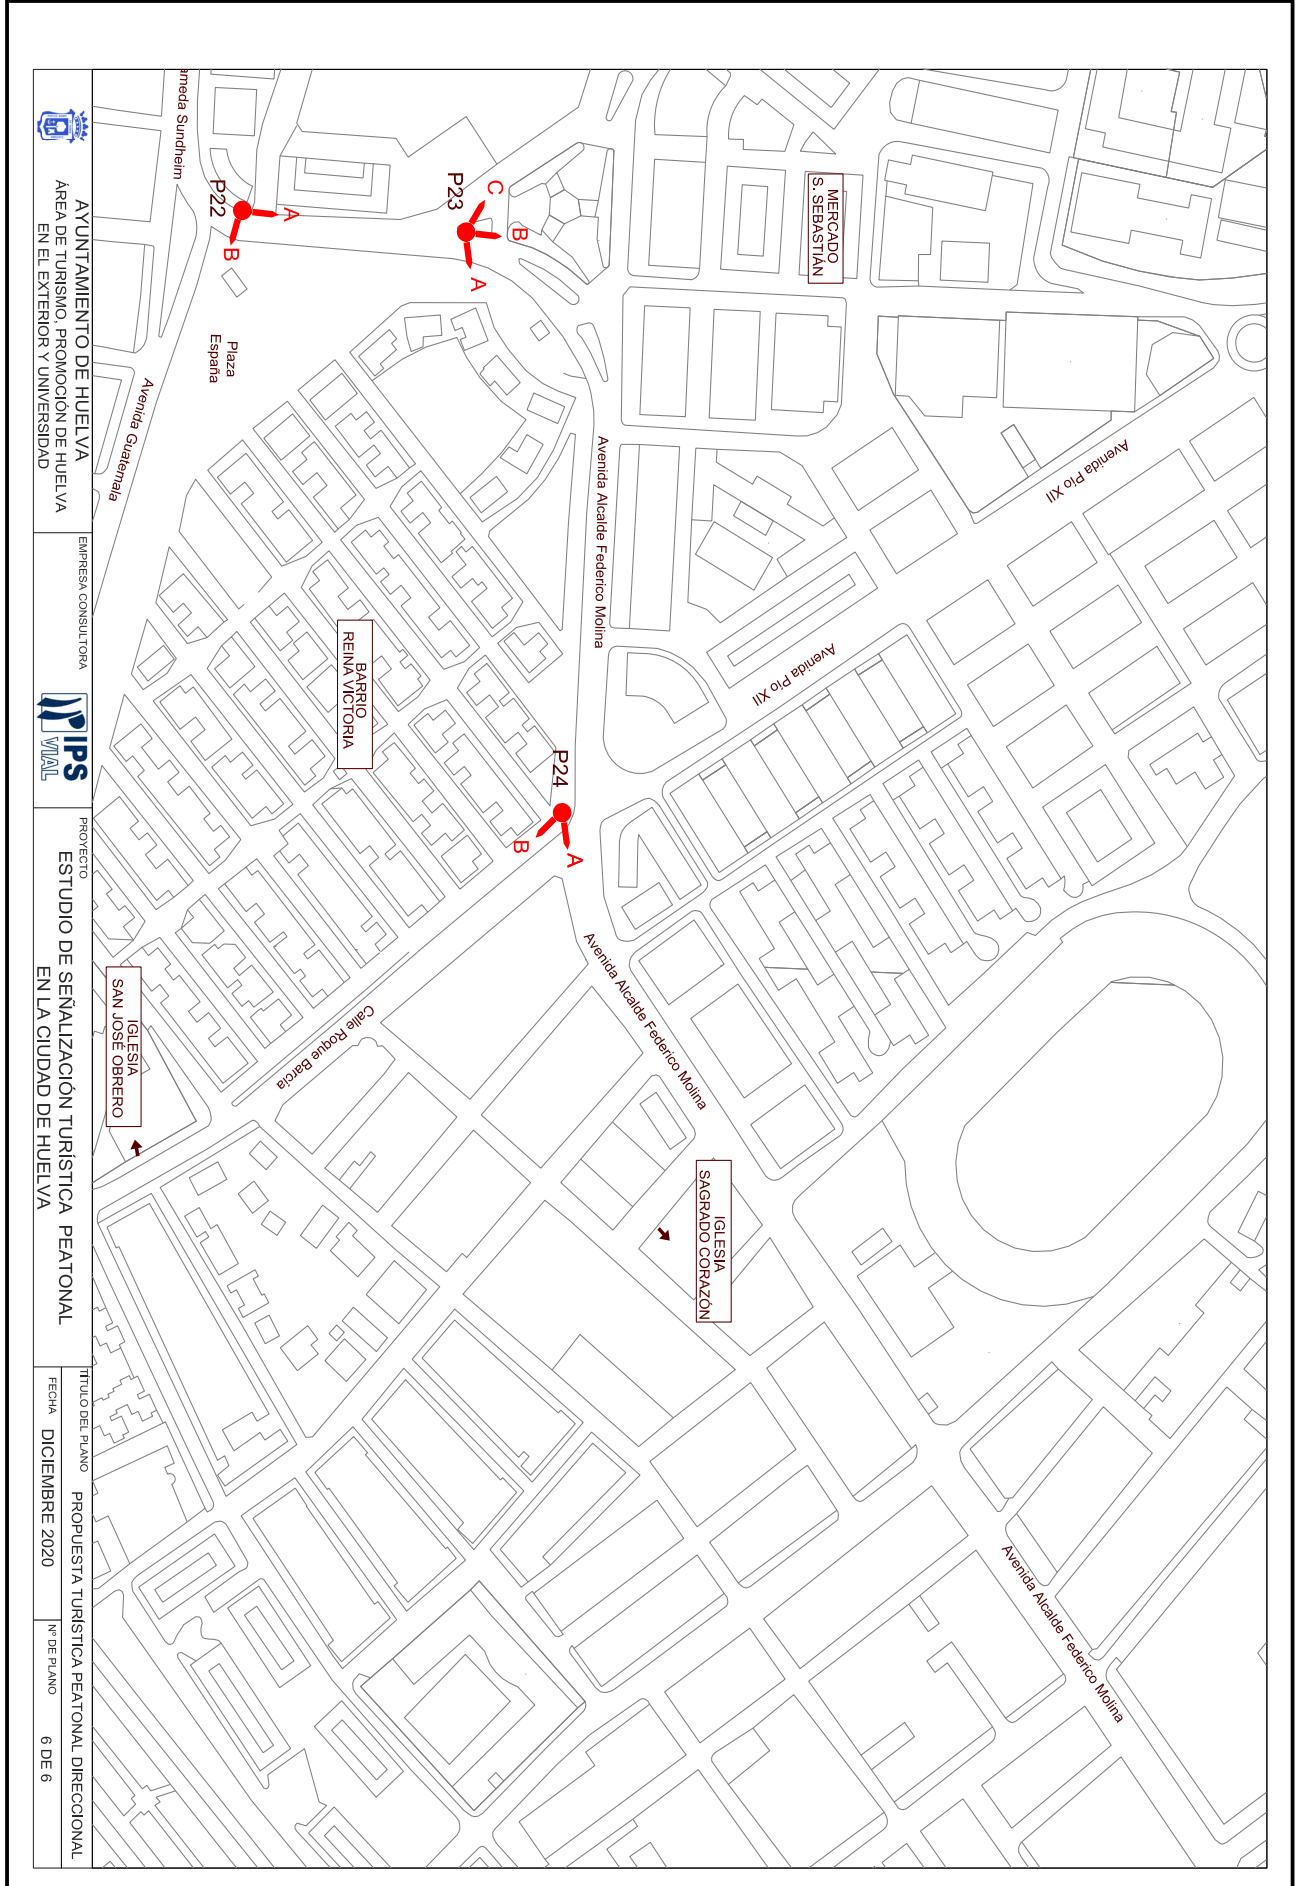 MERCADO
S. SEBASTIÁN
ameda Sundheim
P22
A
B
P23
C
B
A
Plaza
España
Avenida Guatemala
Avenida Alcalde Federico Molina
Avenida Pío XII
Avenida Pío XII
BARRIO
REINA VICTORIA
P24
A
B
Avenida Alcalde Federico Molina
Calle Roque Barcia
IGLESIA
SAN JOSÉ OBRERO
IGLESIA
SAGRADO CORAZÓN
Avenida Alcalde Federico Molina
AYUNTAMIENTO DE HUELVA
ÁREA DE TURISMO, PROMOCIÓN DE HUELVA
EN EL EXTERIOR Y UNIVERSIDAD
EMPRESA CONSULTORA
IPS
VIAL
PROYECTO
ESTUDIO DE SEÑALIZACIÓN TURÍSTICA PEATONAL
EN LA CIUDAD DE HUELVA
TÍTULO DEL PLANO
PROPUESTA TURÍSTICA PEATONAL DIRECCIONAL
FECHA DICIEMBRE 2020
Nº DE PLANO 6 DE 6